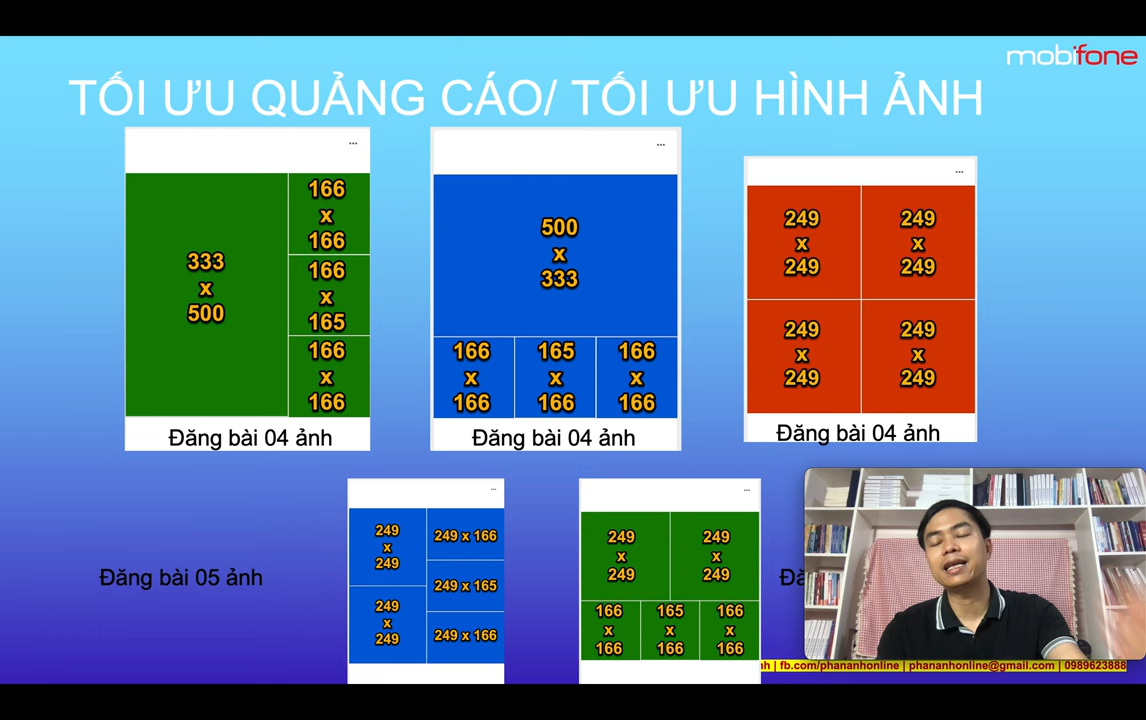 mobifone
TỐI ƯU QUẢNG CÁO/ TỐI ƯU HÌNH ẢNH
...
333
x
500
166
x
166
166
x
165
166
x
166
Đăng bài 04 ảnh
...
500
x
333
166
x
166
165
x
166
166
x
166
Đăng bài 04 ảnh
...
249
x
249
249
x
249
249
x
249
249
x
249
Đăng bài 04 ảnh
Đăng bài 05 ảnh
...
249
x
249
249
x
249
249 x 166
249 x 165
249 x 166
...
249
x
249
249
x
249
166
x
166
165
x
166
166
x
166
| fb.com/phananhonline | phananhonline@gmail.com | 0989623888